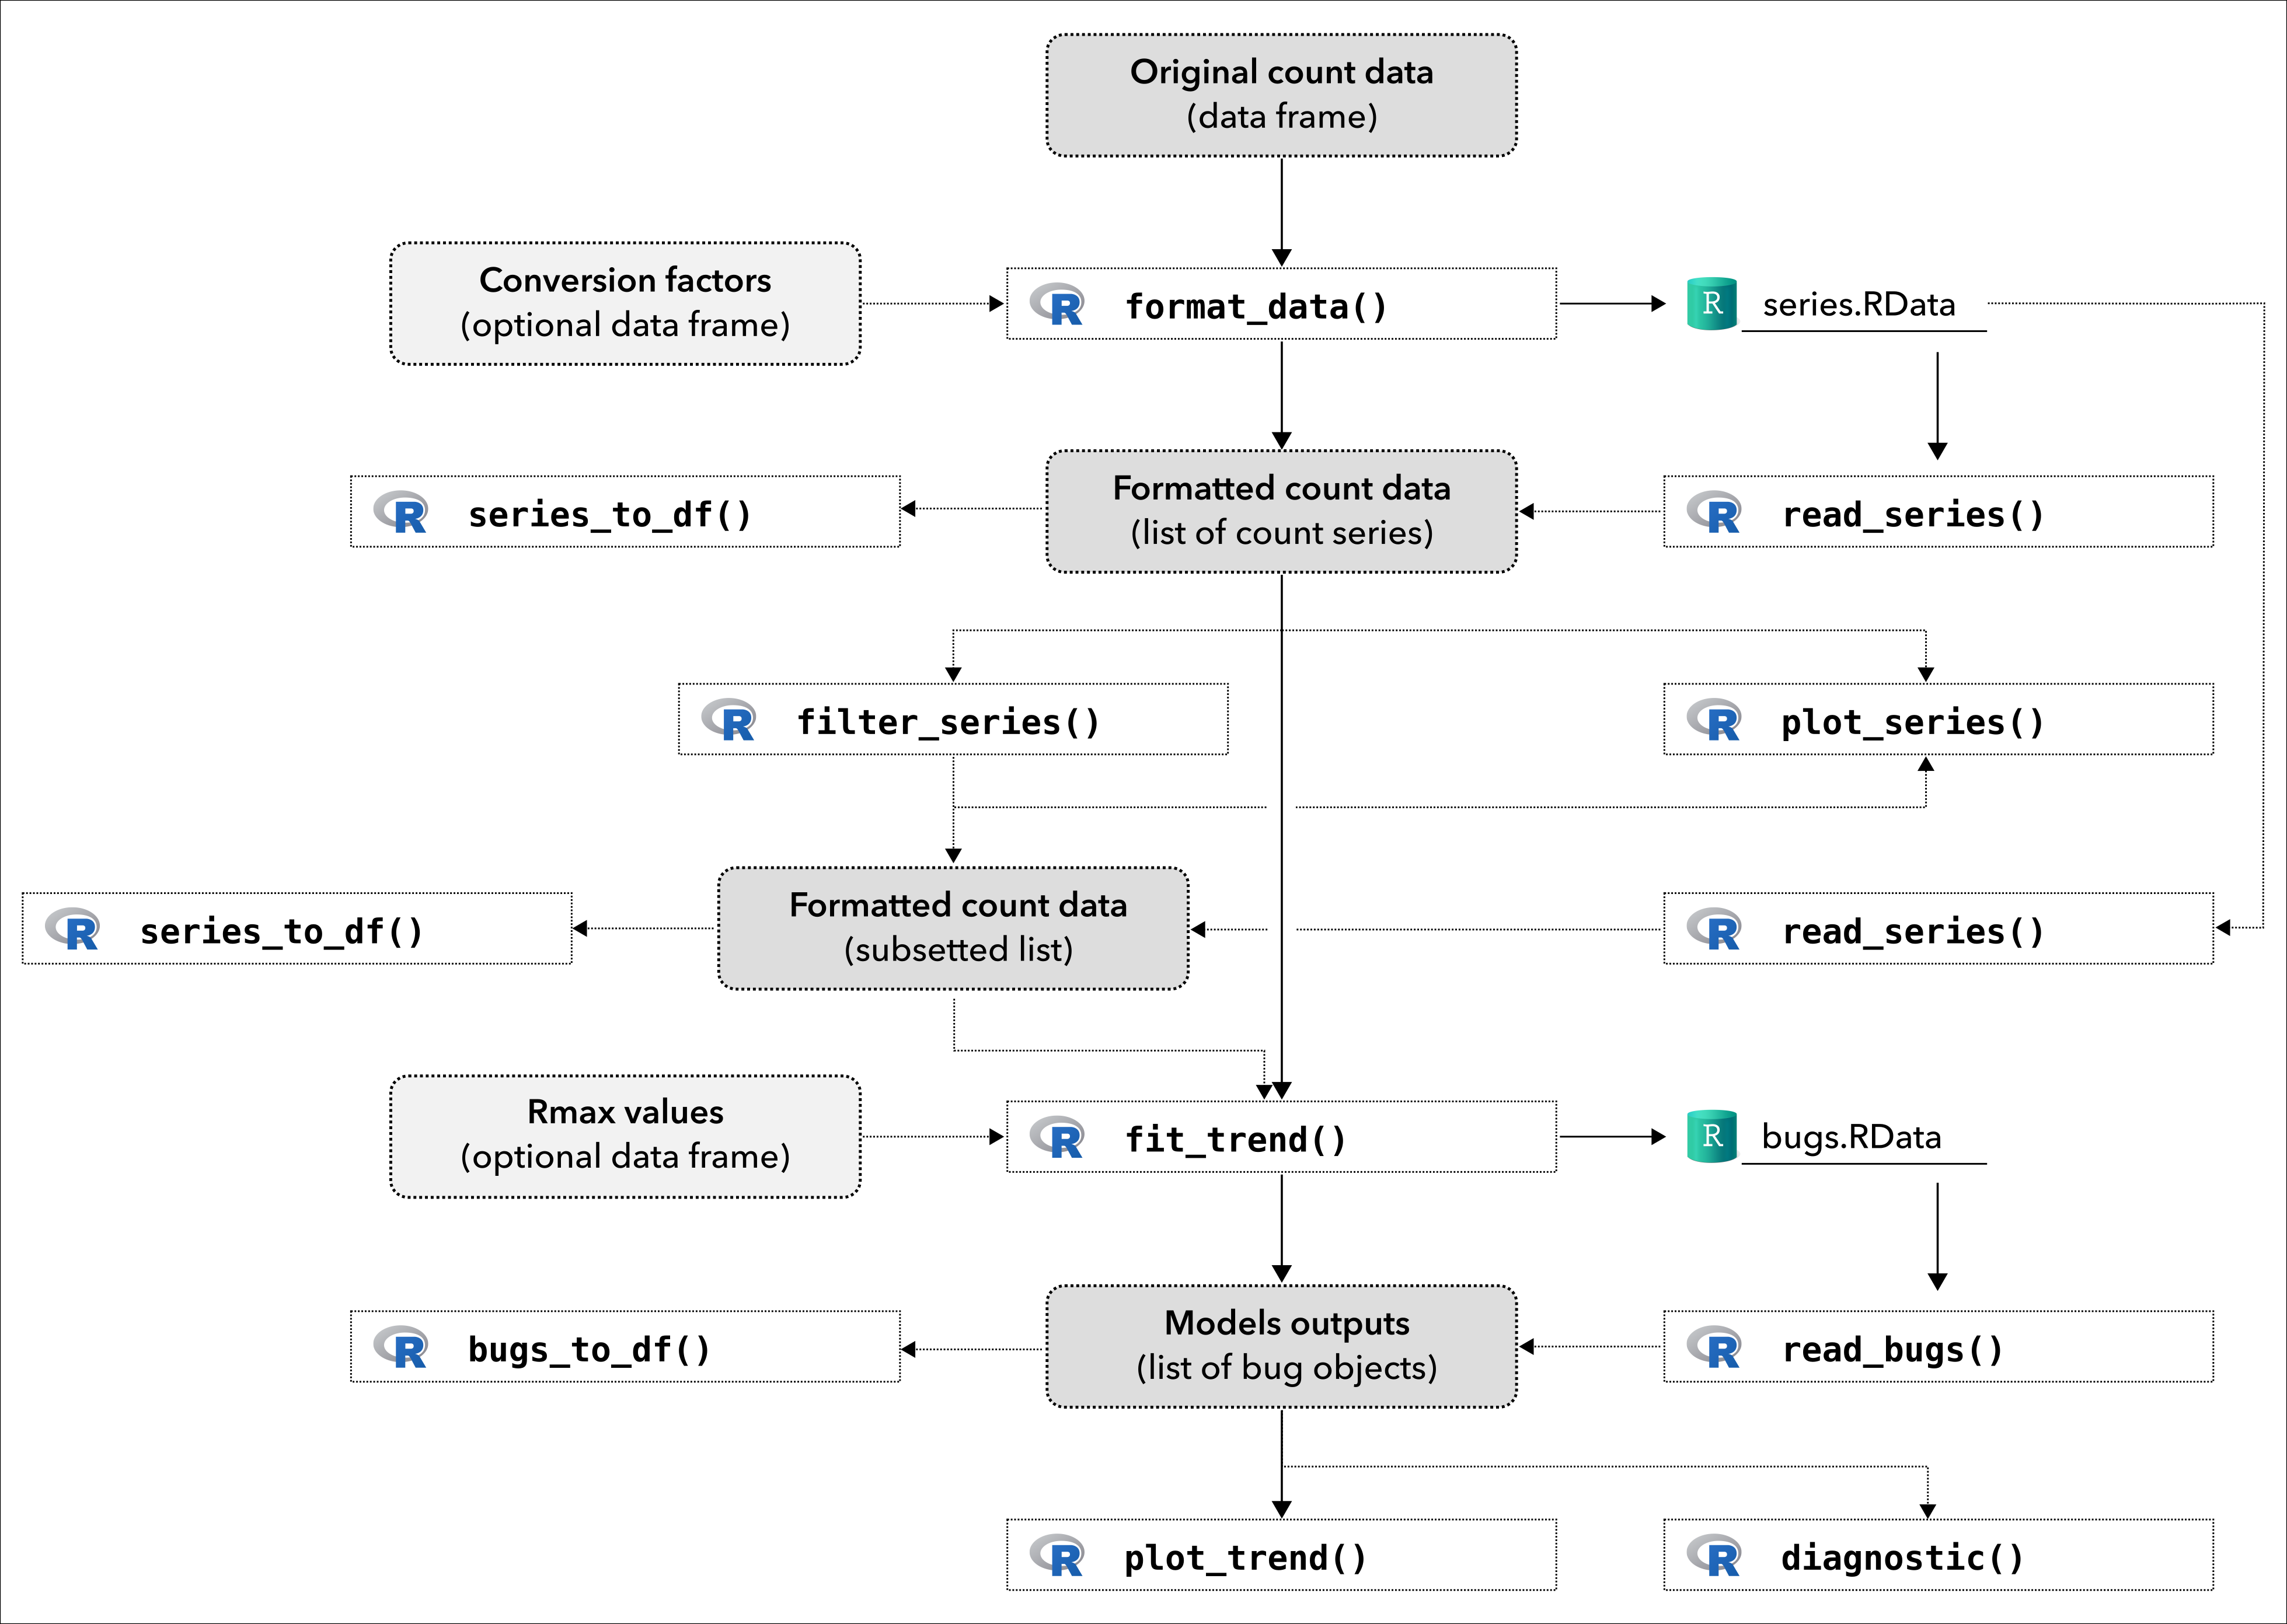 Original count data
(data frame)
Conversion factors
(optional data frame)
R format_data()
R series.RData
R series_to_df()
Formatted count data
(list of count series)
R read_series()
R filter_series()
R plot_series()
R series_to_df()
Formatted count data
(subsetted list)
R read_series()
Rmax values
(optional data frame)
R fit_trend()
R bugs.RData
R bugs_to_df()
Models outputs
(list of bug objects)
R read_bugs()
R plot_trend()
R diagnostic()